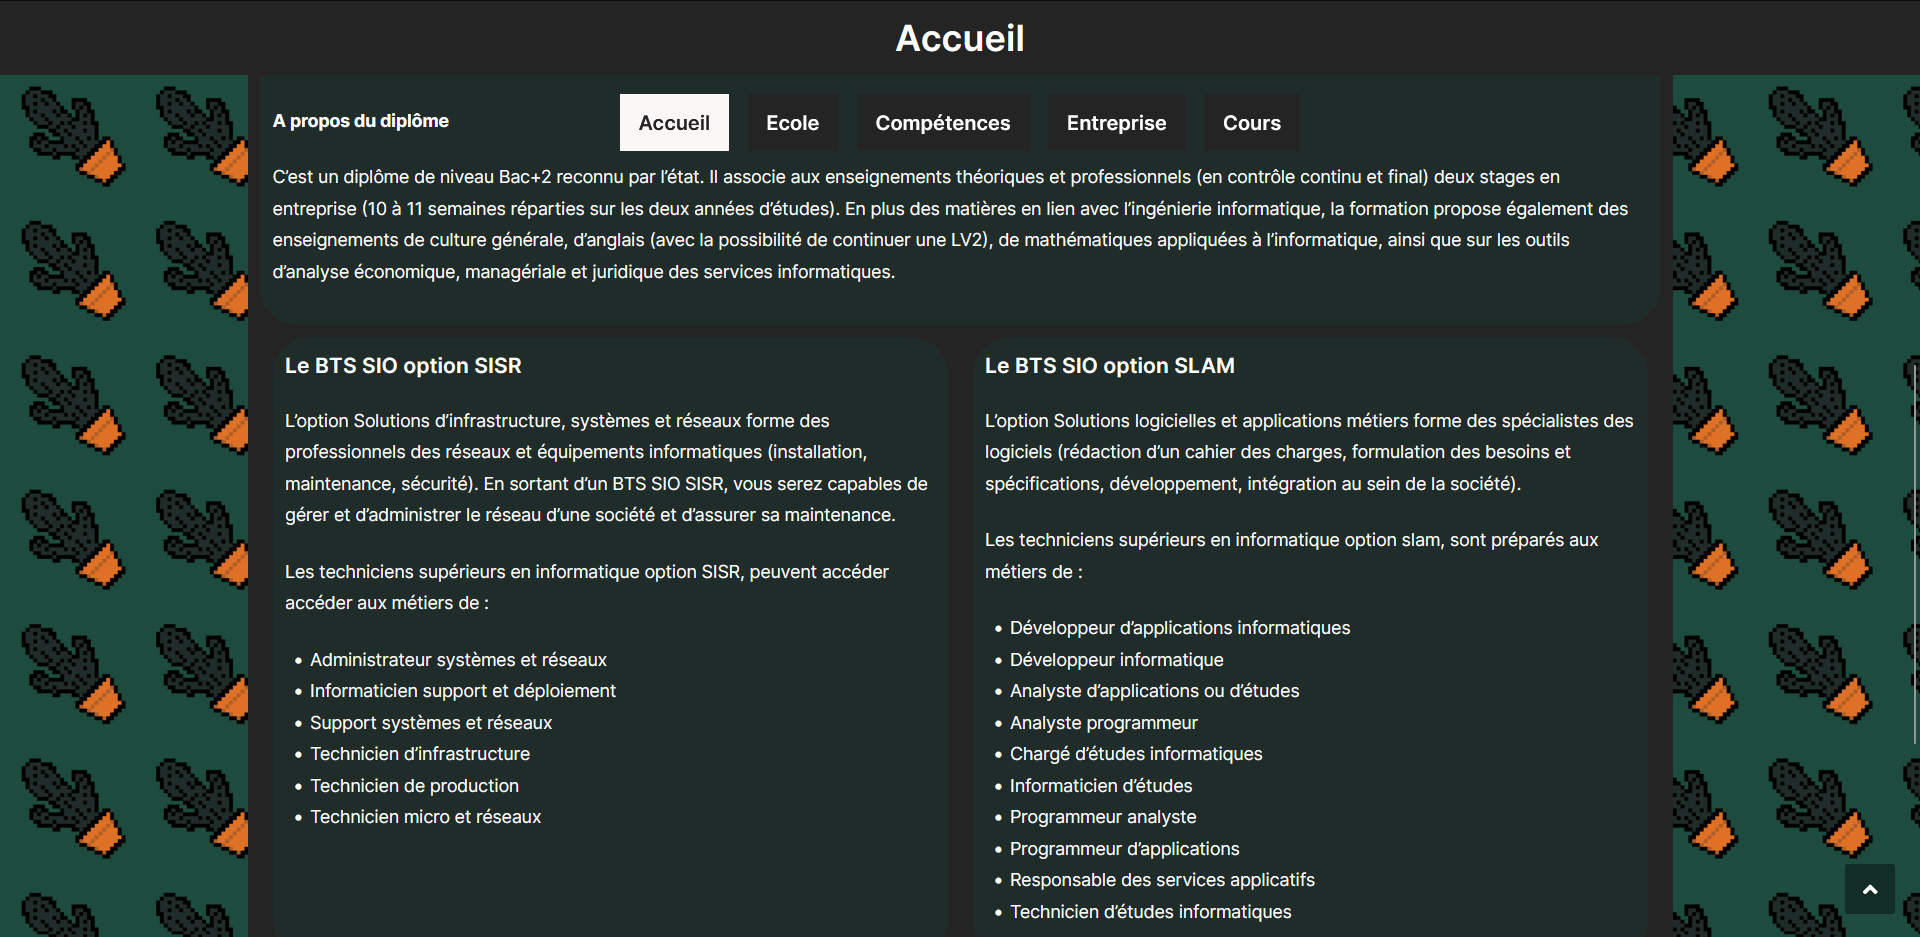 Accueil
A propos du diplôme
Accueil
Ecole
Compétences
Entreprise
Cours
C’est un diplôme de niveau Bac+2 reconnu par l’état. Il associe aux enseignements théoriques et professionnels (en contrôle continu et final) deux stages en
entreprise (10 à 11 semaines réparties sur les deux années d’études). En plus des matières en lien avec l’ingénierie informatique, la formation propose également des
enseignements de culture générale, d’anglais (avec la possibilité de continuer une LV2), de mathématiques appliquées à l’informatique, ainsi que sur les outils
d’analyse économique, managériale et juridique des services informatiques.
Le BTS SIO option SISR
L’option Solutions d’infrastructure, systèmes et réseaux forme des
professionnels des réseaux et équipements informatiques (installation,
maintenance, sécurité). En sortant d’un BTS SIO SISR, vous serez capables de
gérer et d’administrer le réseau d’une société et d’assurer sa maintenance.
Les techniciens supérieurs en informatique option SISR, peuvent accéder
accéder aux métiers de :
• Administrateur systèmes et réseaux
• Informaticien support et déploiement
• Support systèmes et réseaux
• Technicien d’infrastructure
• Technicien de production
• Technicien micro et réseaux
Le BTS SIO option SLAM
L’option Solutions logicielles et applications métiers forme des spécialistes des
logiciels (rédaction d’un cahier des charges, formulation des besoins et
spécifications, développement, intégration au sein de la société).
Les techniciens supérieurs en informatique option slam, sont préparés aux
métiers de :
• Développeur d’applications informatiques
• Développeur informatique
• Analyste d’applications ou d’études
• Analyste programmeur
• Chargé d’études informatiques
• Informaticien d’études
• Programmeur analyste
• Programmeur d’applications
• Responsable des services applicatifs
• Technicien d’études informatiques